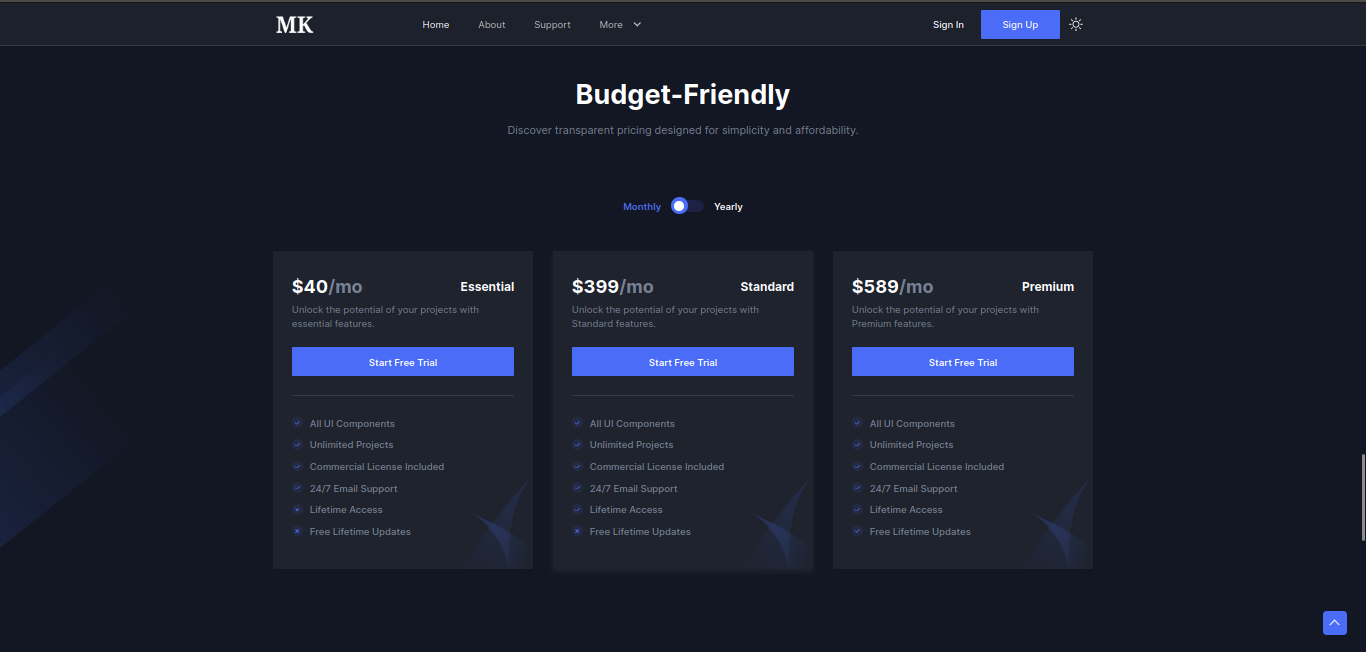 MK
Home About Support More
Sign In Sign Up
Budget-Friendly
Discover transparent pricing designed for simplicity and affordability.
Monthly Yearly
$40/mo Essential
Unlock the potential of your projects with
essential features.
Start Free Trial
All UI Components
Unlimited Projects
Commercial License Included
24/7 Email Support
Lifetime Access
Free Lifetime Updates
$399/mo Standard
Unlock the potential of your projects with
Standard features.
Start Free Trial
All UI Components
Unlimited Projects
Commercial License Included
24/7 Email Support
Lifetime Access
Free Lifetime Updates
$589/mo Premium
Unlock the potential of your projects with
Premium features.
Start Free Trial
All UI Components
Unlimited Projects
Commercial License Included
24/7 Email Support
Lifetime Access
Free Lifetime Updates